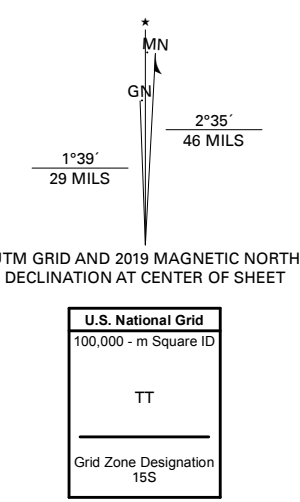 ★
MN
GN
2°35´
46 MILS
1°39´
29 MILS
UTM GRID AND 2019 MAGNETIC NORTH
DECLINATION AT CENTER OF SHEET
U.S. National Grid
100,000 - m Square ID
TT
Grid Zone Designation
15S